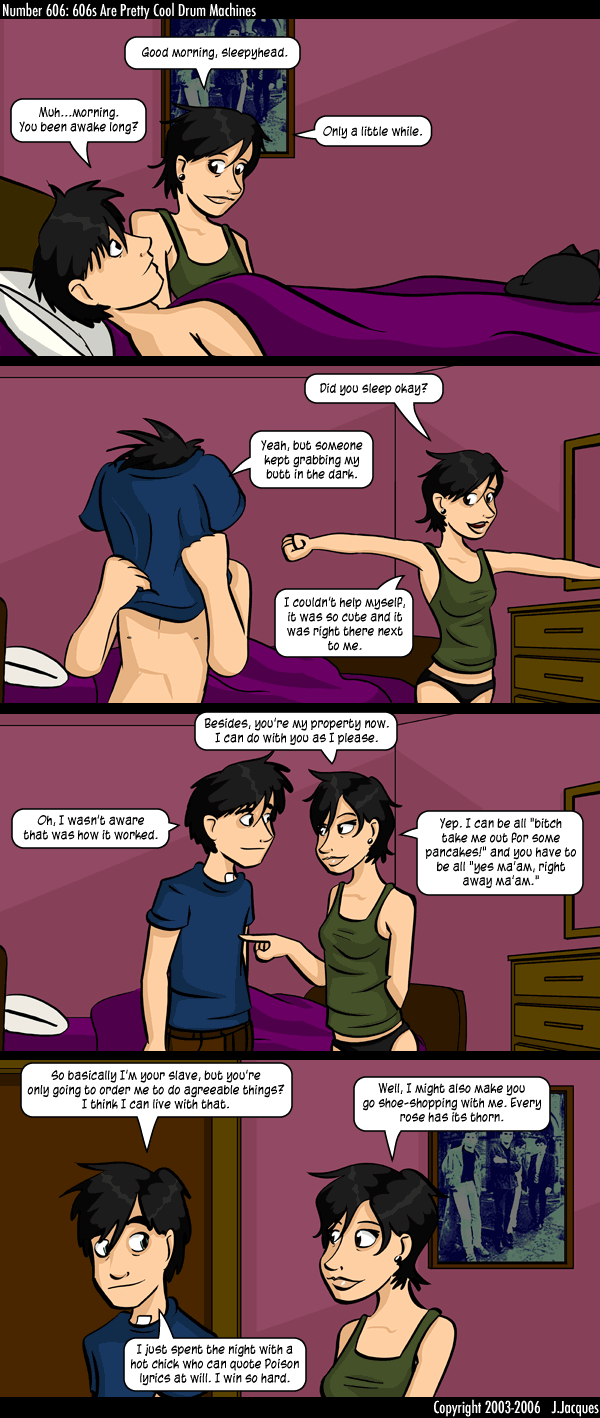 Number 606: 606s Are Pretty Cool Drum Machines
Good morning, sleepyhead.
Muh...morning.
You been awake long?
Only a little while.
Did you sleep okay?
Yeah, but someone
kept grabbing my
butt in the dark.
I couldn't help myself,
it was so cute and it
was right there next
to me.
Besides, you're my property now.
I can do with you as I please.
Oh, I wasn't aware
that was how it worked.
Yep. I can be all "bitch
take me out for some
pancakes!" and you have to
be all "yes ma'am, right
away ma'am."
So basically I'm your slave, but you're
only going to order me to do agreeable things?
I think I can live with that.
Well, I might also make you
go shoe-shopping with me. Every
rose has its thorn.
I just spent the night with a
hot chick who can quote Poison
lyrics at will. I win so hard.
Copyright 2003-2006 J.Jacques